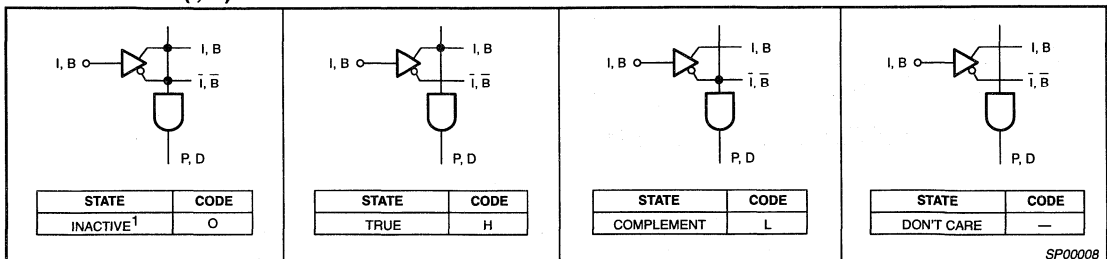 I, B
I, B
Ī, B̄
P, D
STATE CODE
INACTIVE¹ O
I, B
I, B
Ī, B̄
P, D
STATE CODE
TRUE H
I, B
I, B
Ī, B̄
P, D
STATE CODE
COMPLEMENT L
I, B
I, B
Ī, B̄
P, D
STATE CODE
DON'T CARE —
SP00008